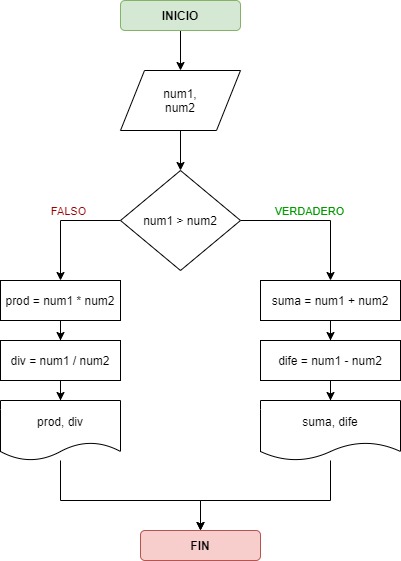 INICIO
num1,
num2
FALSO
VERDADERO
num1 > num2
prod = num1 * num2
suma = num1 + num2
div = num1 / num2
dife = num1 - num2
prod, div
suma, dife
FIN